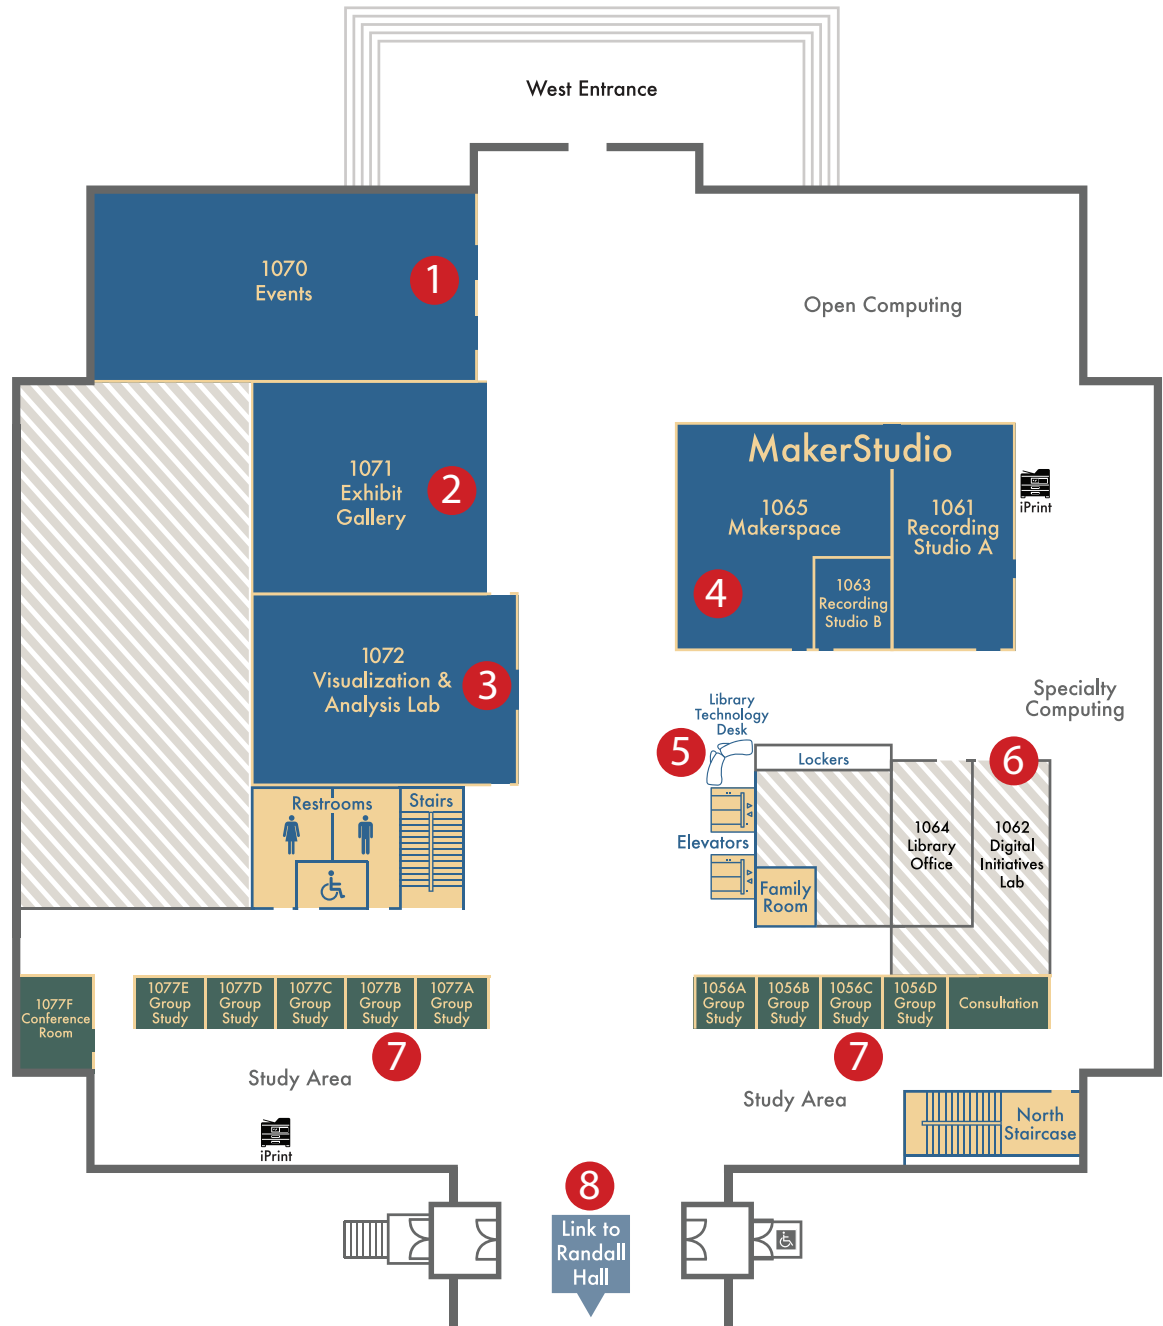 West Entrance
1070
Events
1
Open Computing
1071
Exhibit
Gallery
2
MakerStudio
1065
Makerspace
1061
Recording
Studio A
iPrint
1063
Recording
Studio B
4
1072
Visualization &
Analysis Lab
3
Specialty
Computing
Library
Technology
Desk
5
Lockers
6
Restrooms
Stairs
Elevators
1064
Library
Office
1062
Digital
Initiatives
Lab
Family
Room
1077F
Conference
Room
1077E
Group
Study
1077D
Group
Study
1077C
Group
Study
1077B
Group
Study
1077A
Group
Study
1056A
Group
Study
1056B
Group
Study
1056C
Group
Study
1056D
Group
Study
Consultation
7
7
Study Area
Study Area
iPrint
North
Staircase
8
Link to
Randall
Hall